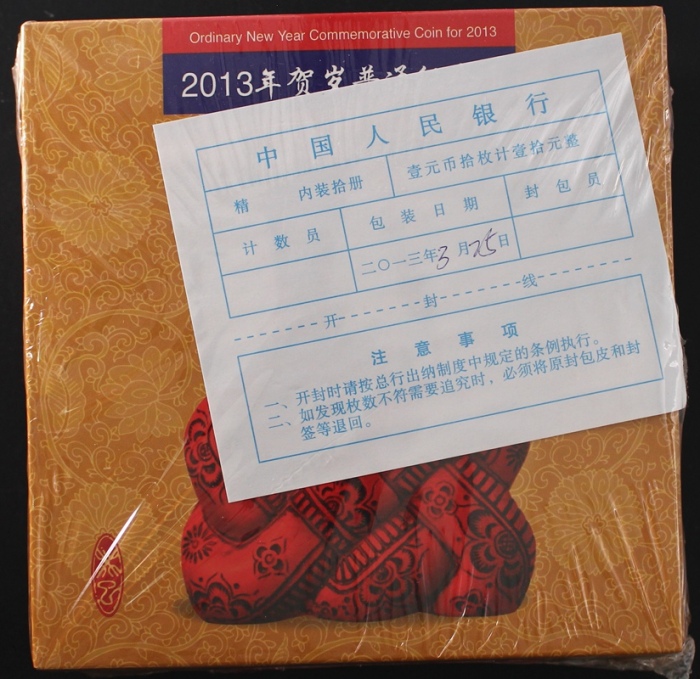 Ordinary New Year Commemorative Coin for 2013
2013年贺岁普通
中国人民银行
精 内装拾册 壹元币拾枚计壹拾元整
计数员 包装日期 封包员
二〇一三年3月25日
开封线
注意事项
一、开封时请按总行出纳制度中规定的条例执行。
二、如发现枚数不符需要追究时，必须将原封包皮和封
签等退回。